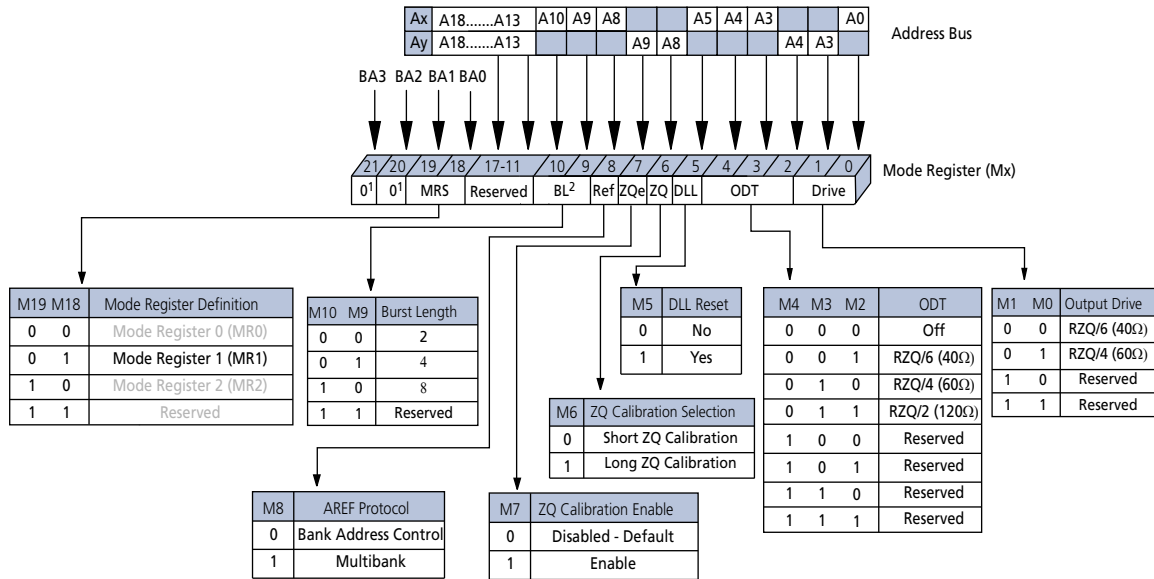 Ax A18.......A13 A10 A9 A8 A5 A4 A3 A0
Ay A18.......A13 A9 A8 A4 A3
Address Bus
BA3 BA2 BA1 BA0
21 20 19 18 17-11 10 9 8 7 6 5 4 3 2 1 0
Mode Register (Mx)
0¹ 0¹ MRS Reserved BL² Ref ZQe ZQ DLL ODT Drive
M19 M18 Mode Register Definition
0 0 Mode Register 0 (MR0)
0 1 Mode Register 1 (MR1)
1 0 Mode Register 2 (MR2)
1 1 Reserved
M10 M9 Burst Length
0 0 2
0 1 4
1 0 8
1 1 Reserved
M5 DLL Reset
0 No
1 Yes
M4 M3 M2 ODT
0 0 0 Off
0 0 1 RZQ/6 (40Ω)
0 1 0 RZQ/4 (60Ω)
0 1 1 RZQ/2 (120Ω)
1 0 0 Reserved
1 0 1 Reserved
1 1 0 Reserved
1 1 1 Reserved
M1 M0 Output Drive
0 0 RZQ/6 (40Ω)
0 1 RZQ/4 (60Ω)
1 0 Reserved
1 1 Reserved
M6 ZQ Calibration Selection
0 Short ZQ Calibration
1 Long ZQ Calibration
M8 AREF Protocol
0 Bank Address Control
1 Multibank
M7 ZQ Calibration Enable
0 Disabled - Default
1 Enable